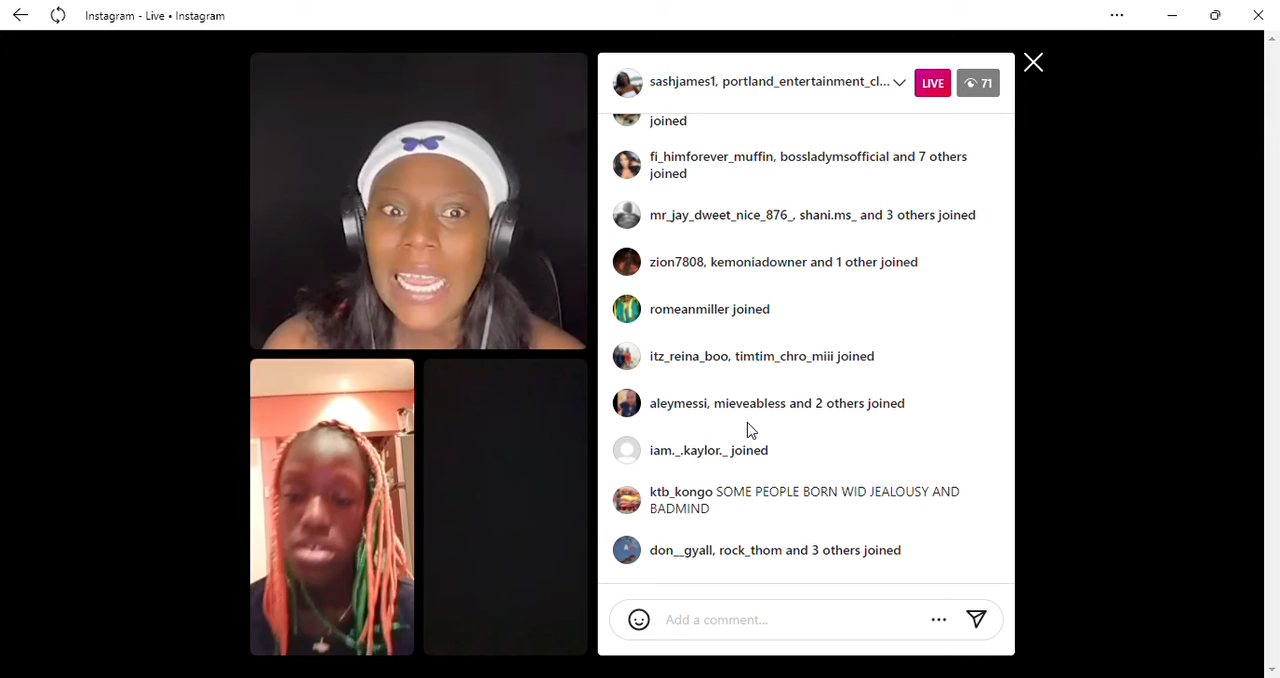 Instagram - Live • Instagram
sashjames1, portland_entertainment_cl...
LIVE
71
joined
fi_himforever_muffin, bossladymsofficial and 7 others
joined
mr_jay_dweet_nice_876_, shani.ms_ and 3 others joined
zion7808, kemoniadowner and 1 other joined
romeanmiller joined
itz_reina_boo, timtim_chro_miii joined
aleymessi, mieveabless and 2 others joined
iam._.kaylor._ joined
ktb_kongo SOME PEOPLE BORN WID JEALOUSY AND
BADMIND
don__gyall, rock_thom and 3 others joined
Add a comment...